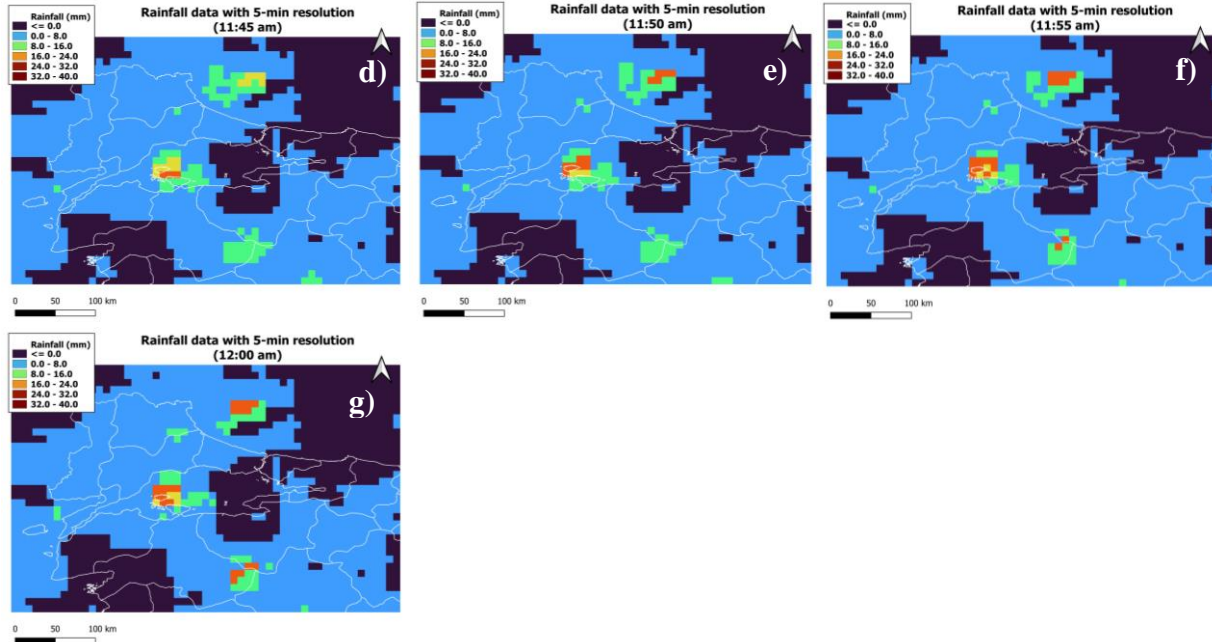 Rainfall data with 5-min resolution
(11:45 am)
Rainfall (mm)
<= 0.0
0.0 - 8.0
8.0 - 16.0
16.0 - 24.0
24.0 - 32.0
32.0 - 40.0
d)
0 50 100 km
Rainfall data with 5-min resolution
(11:50 am)
Rainfall (mm)
<= 0.0
0.0 - 8.0
8.0 - 16.0
16.0 - 24.0
24.0 - 32.0
32.0 - 40.0
e)
0 50 100 km
Rainfall data with 5-min resolution
(11:55 am)
Rainfall (mm)
<= 0.0
0.0 - 8.0
8.0 - 16.0
16.0 - 24.0
24.0 - 32.0
32.0 - 40.0
f)
0 50 100 km
Rainfall data with 5-min resolution
(12:00 am)
Rainfall (mm)
<= 0.0
0.0 - 8.0
8.0 - 16.0
16.0 - 24.0
24.0 - 32.0
32.0 - 40.0
g)
0 50 100 km